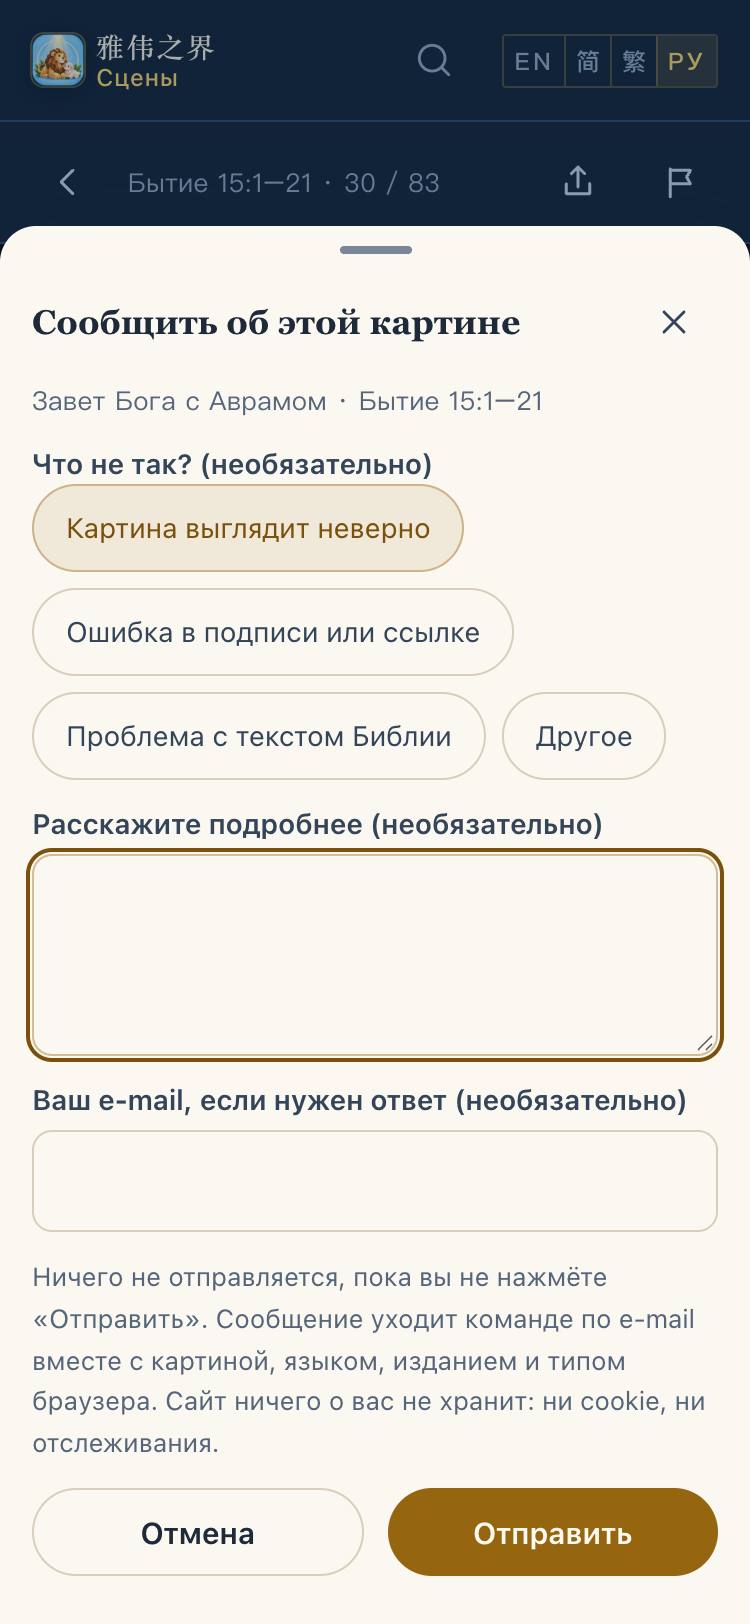 雅伟之界
Сцены
EN 简 繁 РУ
Бытие 15:1—21 · 30 / 83
Сообщить об этой картине
Завет Бога с Аврамом · Бытие 15:1—21
Что не так? (необязательно)
Картина выглядит неверно
Ошибка в подписи или ссылке
Проблема с текстом Библии Другое
Расскажите подробнее (необязательно)
Ваш e-mail, если нужен ответ (необязательно)
Ничего не отправляется, пока вы не нажмёте
«Отправить». Сообщение уходит команде по e-mail
вместе с картиной, языком, изданием и типом
браузера. Сайт ничего о вас не хранит: ни cookie, ни
отслеживания.
Отмена Отправить